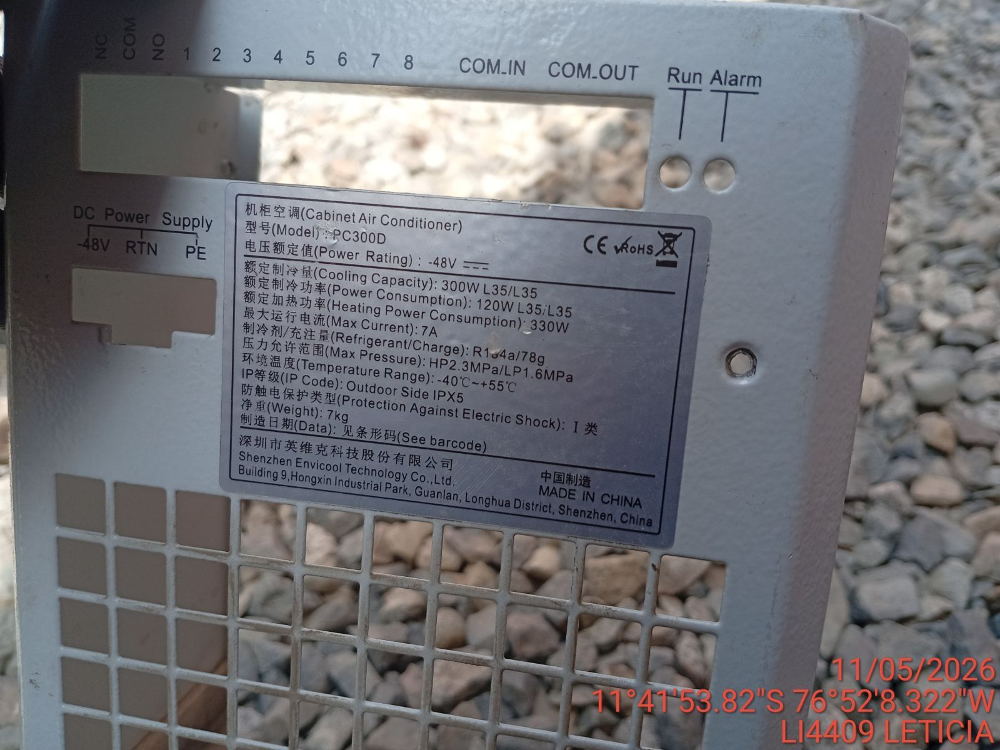 NC COM NO 1 2 3 4 5 6 7 8 COM_IN COM_OUT Run Alarm
DC Power Supply
-48V RTN PE
机柜空调(Cabinet Air Conditioner)
型号(Model) : PC300D
电压额定值(Power Rating) : -48V
CE RoHS
额定制冷量(Cooling Capacity): 300W L35/L35
额定制冷功率(Power Consumption): 120W L35/L35
额定加热功率(Heating Power Consumption): 330W
最大运行电流(Max Current): 7A
制冷剂/充注量(Refrigerant/Charge): R134a/78g
压力允许范围(Max Pressure): HP2.3MPa/LP1.6MPa
环境温度(Temperature Range): -40℃~+55℃
IP等级(IP Code): Outdoor Side IPX5
防触电保护类型(Protection Against Electric Shock): I 类
净重(Weight): 7kg
制造日期(Data): 见条形码(See barcode)
深圳市英维克科技股份有限公司
Shenzhen Envicool Technology Co.,Ltd.
中国制造
MADE IN CHINA
Building 9,Hongxin Industrial Park, Guanlan, Longhua District, Shenzhen, China
11/05/2026
11°41'53.82"S 76°52'8.322"W
LI4409 LETICIA